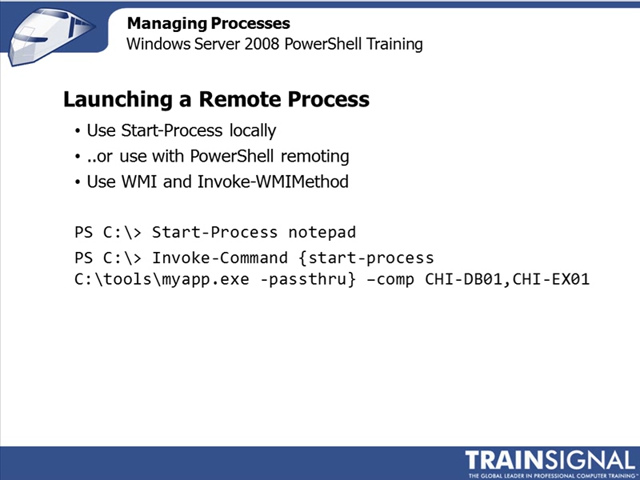 Managing Processes
Windows Server 2008 PowerShell Training
Launching a Remote Process
• Use Start-Process locally
• ..or use with PowerShell remoting
• Use WMI and Invoke-WMIMethod
PS C:\> Start-Process notepad
PS C:\> Invoke-Command {start-process
C:\tools\myapp.exe -passthru} –comp CHI-DB01,CHI-EX01
TRAINSIGNAL
THE GLOBAL LEADER IN PROFESSIONAL COMPUTER TRAINING